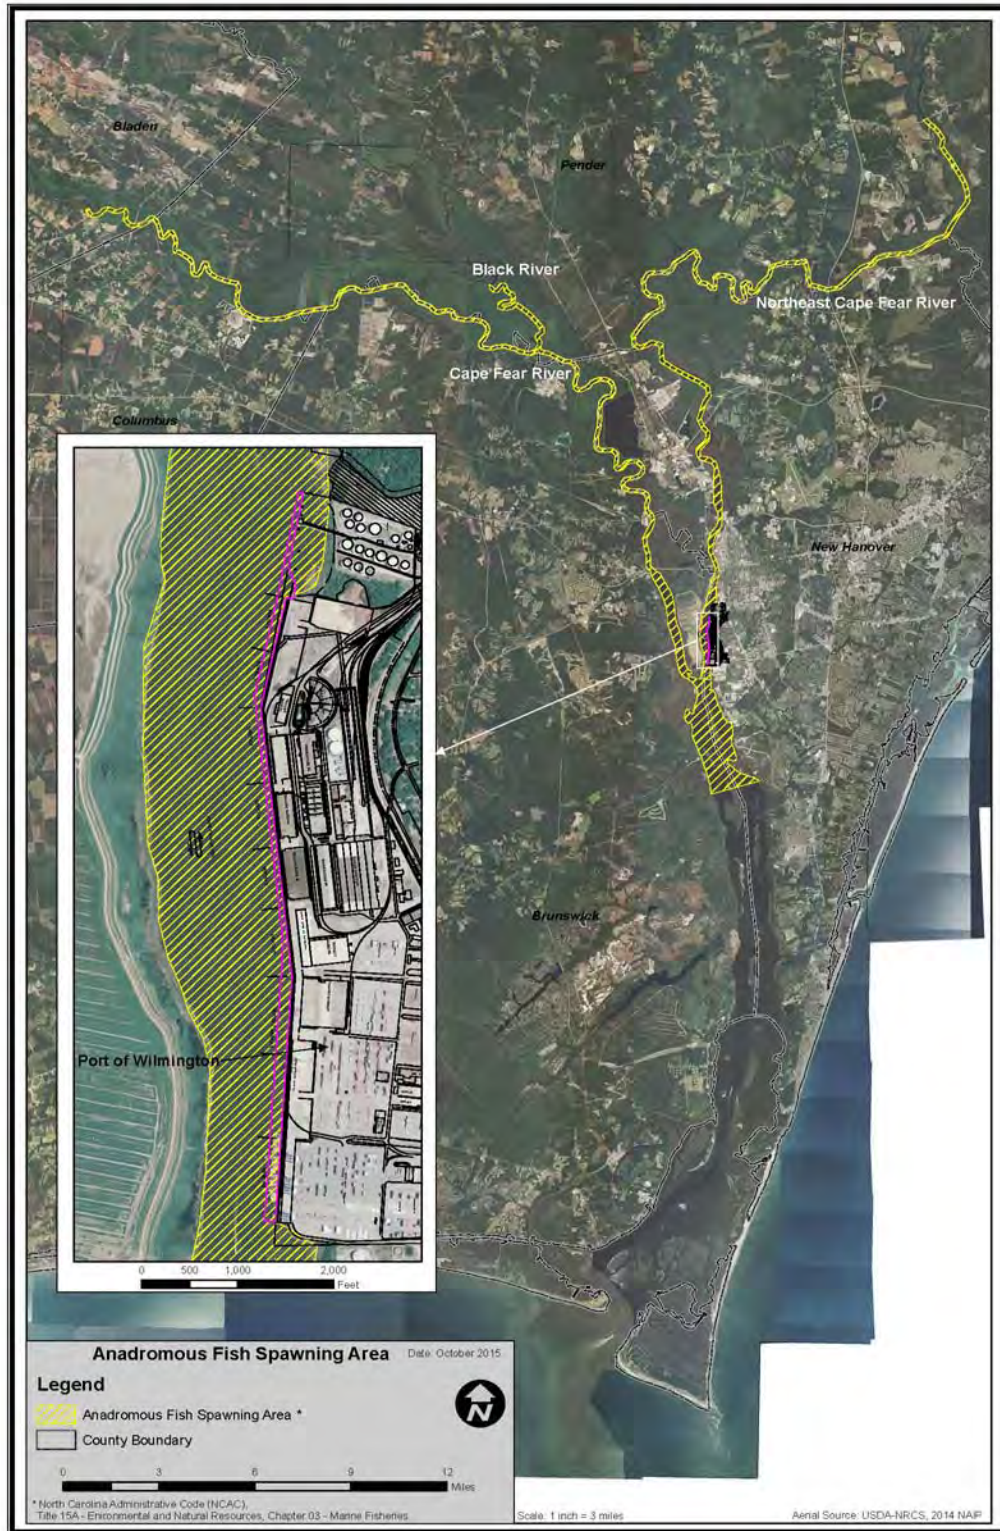 Bladen
Pender
Black River
Northeast Cape Fear River
Cape Fear River
Columbus
New Hanover
Brunswick
Port of Wilmington
0 500 1,000 2,000
Feet
Anadromous Fish Spawning Area Date: October 2015
Legend
Anadromous Fish Spawning Area *
County Boundary
N
0 3 6 9 12
Miles
* North Carolina Administrative Code (NCAC),
Title 15A - Enironmental and Natural Resources, Chapter 03 - Marine Fisheries
Scale: 1 inch = 3 miles
Aerial Source: USDA-NRCS, 2014 NAIP